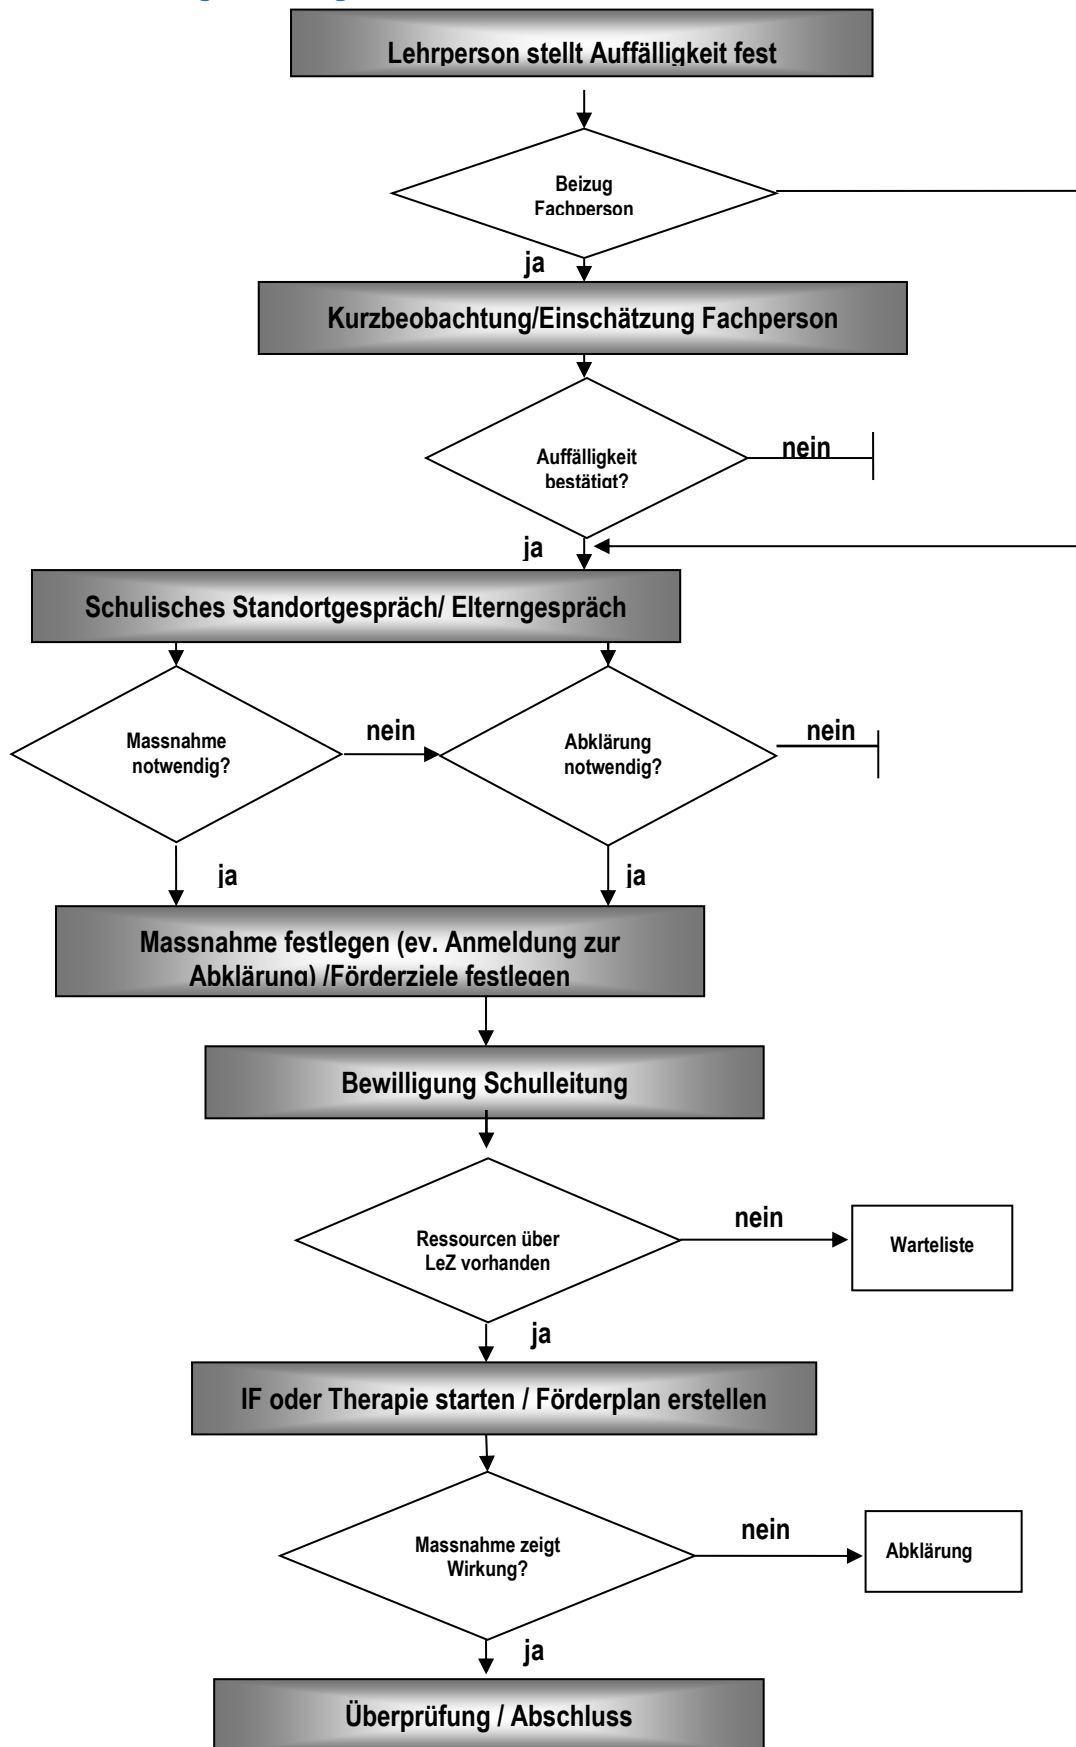 Lehrperson stellt Auffälligkeit fest
Beizug
Fachperson
ja
Kurzbeobachtung/Einschätzung Fachperson
Auffälligkeit
bestätigt?
nein
ja
Schulisches Standortgespräch/ Elterngespräch
Massnahme
notwendig?
nein
Abklärung
notwendig?
nein
ja
ja
Massnahme festlegen (ev. Anmeldung zur
Abklärung) /Förderziele festlegen
Bewilligung Schulleitung
Ressourcen über
LeZ vorhanden
nein
Warteliste
ja
IF oder Therapie starten / Förderplan erstellen
Massnahme zeigt
Wirkung?
nein
Abklärung
ja
Überprüfung / Abschluss